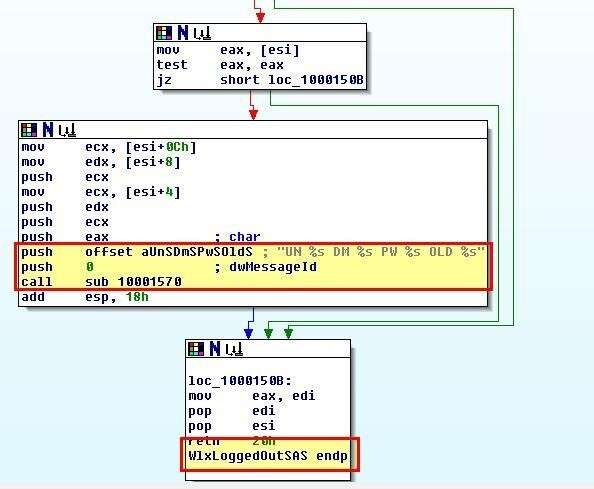 N
mov eax, [esi]
test eax, eax
jz short loc_1000150B
N
mov ecx, [esi+0Ch]
mov edx, [esi+8]
push ecx
mov ecx, [esi+4]
push edx
push ecx
push eax ; char
push offset aUnSDmSPwSOldS ; "UN %s DM %s PW %s OLD %s"
push 0 ; dwMessageId
call sub_10001570
add esp, 18h
N
loc_1000150B:
mov eax, edi
pop edi
pop esi
retn 20h
WlxLoggedOutSAS endp